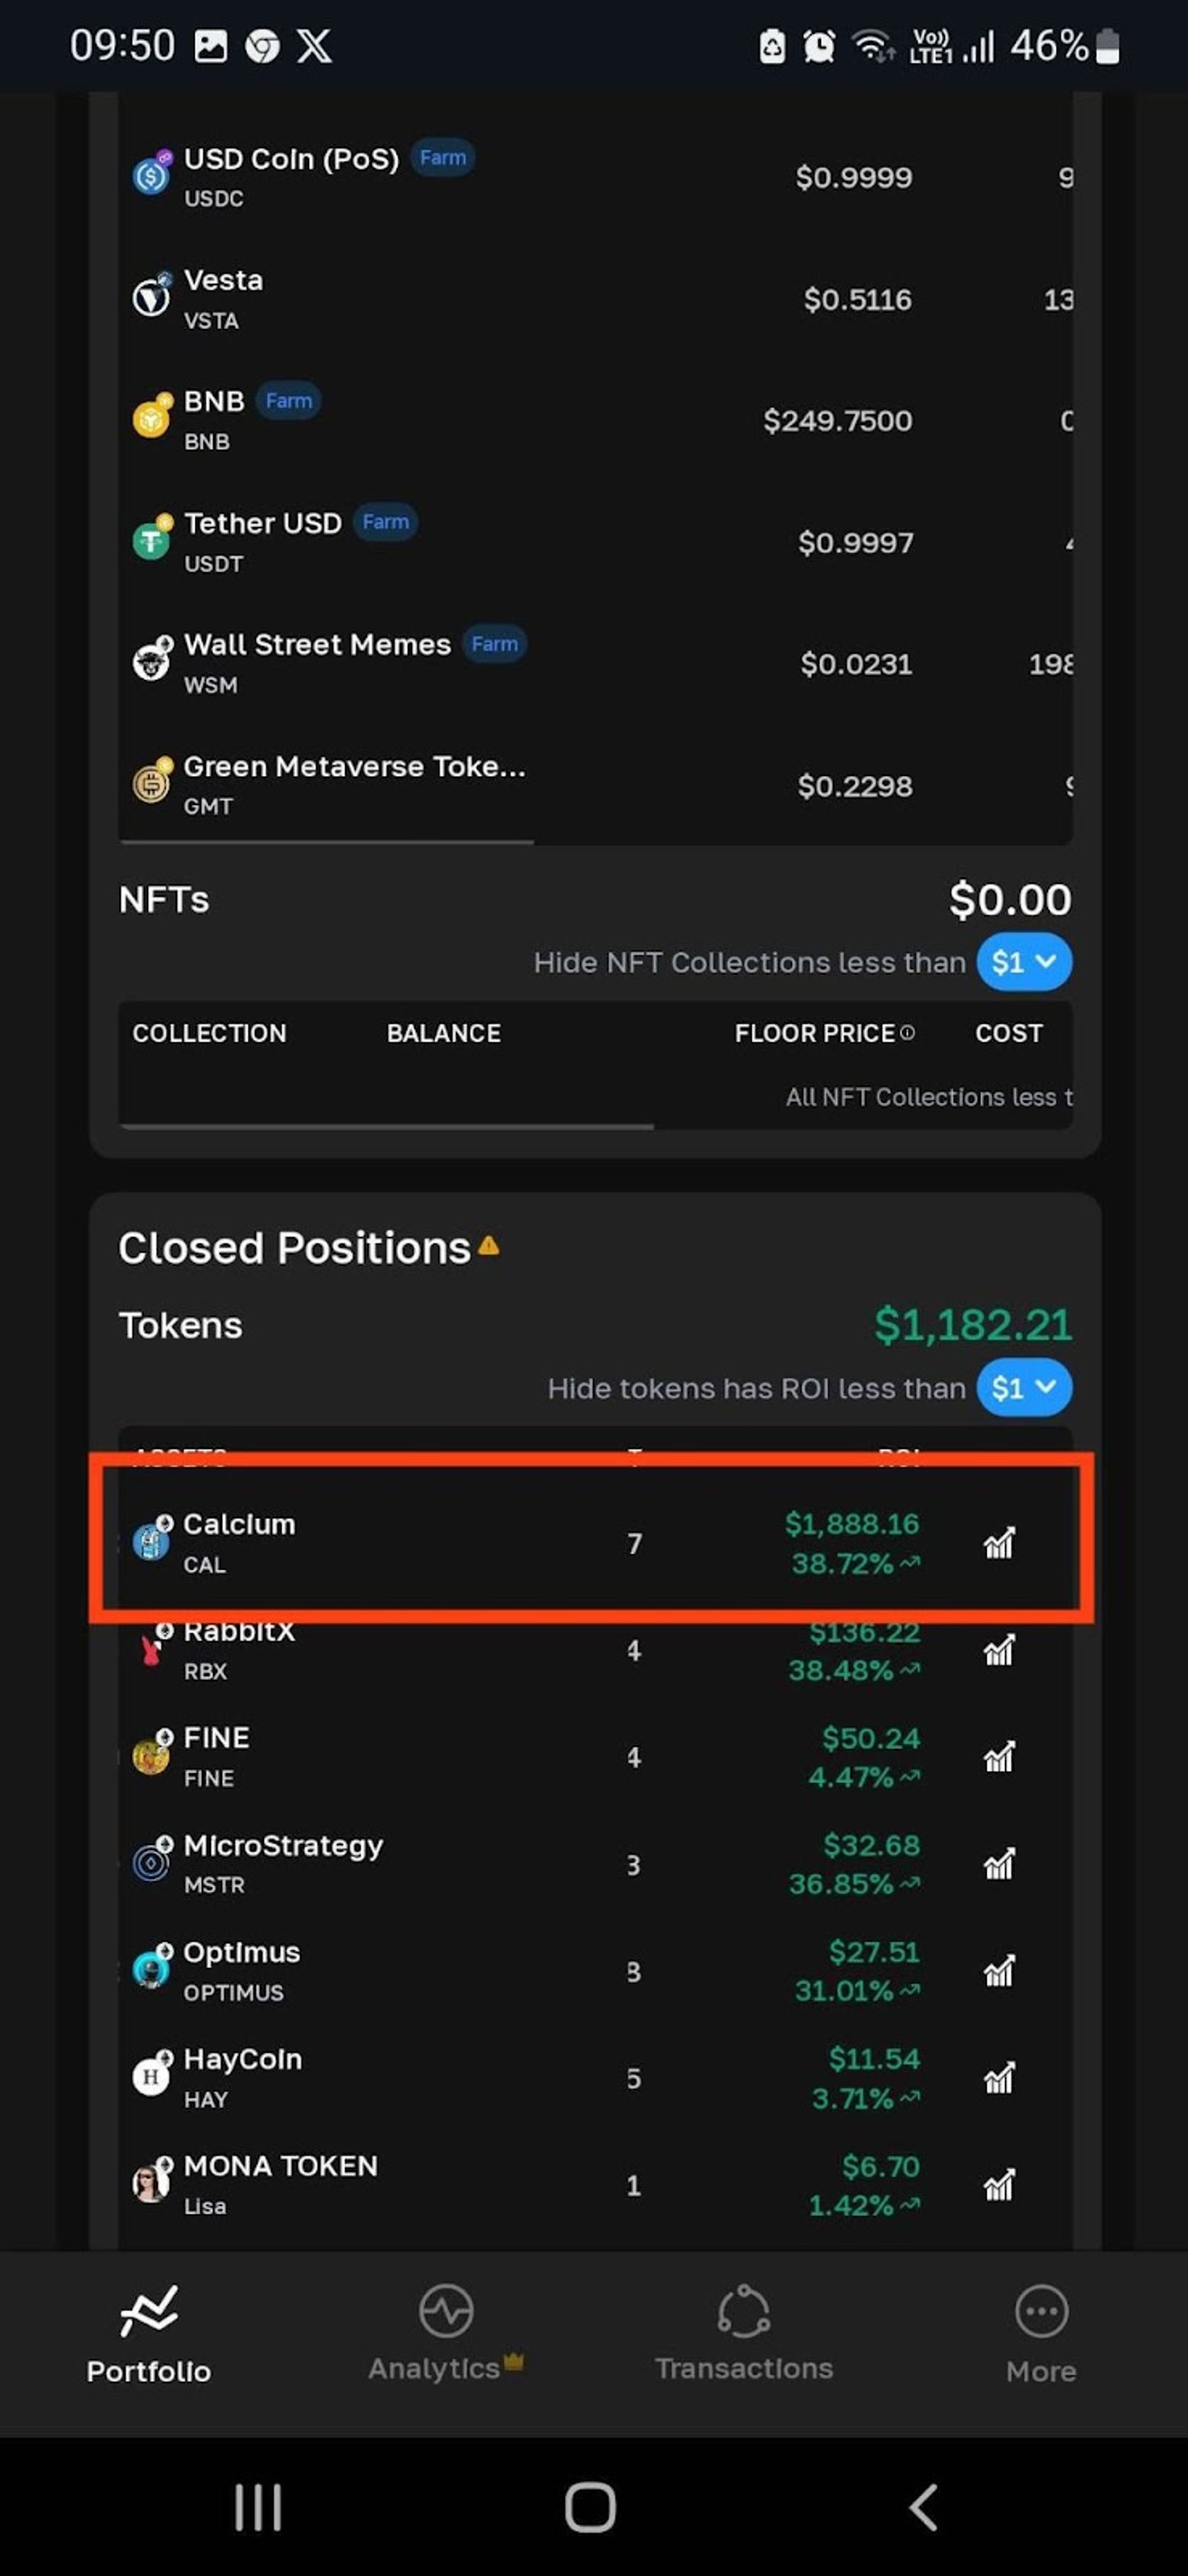 09:50
Vo)) LTE1 46%
USD Coin (PoS) Farm
USDC
$0.9999
9
Vesta
VSTA
$0.5116
13
BNB Farm
BNB
$249.7500
Tether USD Farm
USDT
$0.9997
Wall Street Memes Farm
WSM
$0.0231
198
Green Metaverse Toke...
GMT
$0.2298
NFTs $0.00
Hide NFT Collections less than $1
COLLECTION BALANCE FLOOR PRICE COST
All NFT Collections less t
Closed Positions
Tokens $1,182.21
Hide tokens has ROI less than $1
ASSETS ROI
Calcium
CAL
7
$1,888.16
38.72%
RabbitX
RBX
4
$136.22
38.48%
FINE
FINE
4
$50.24
4.47%
MicroStrategy
MSTR
3
$32.68
36.85%
Optimus
OPTIMUS
$27.51
31.01%
H
HayCoin
HAY
5
$11.54
3.71%
MONA TOKEN
Lisa
1
$6.70
1.42%
Portfolio Analytics Transactions More